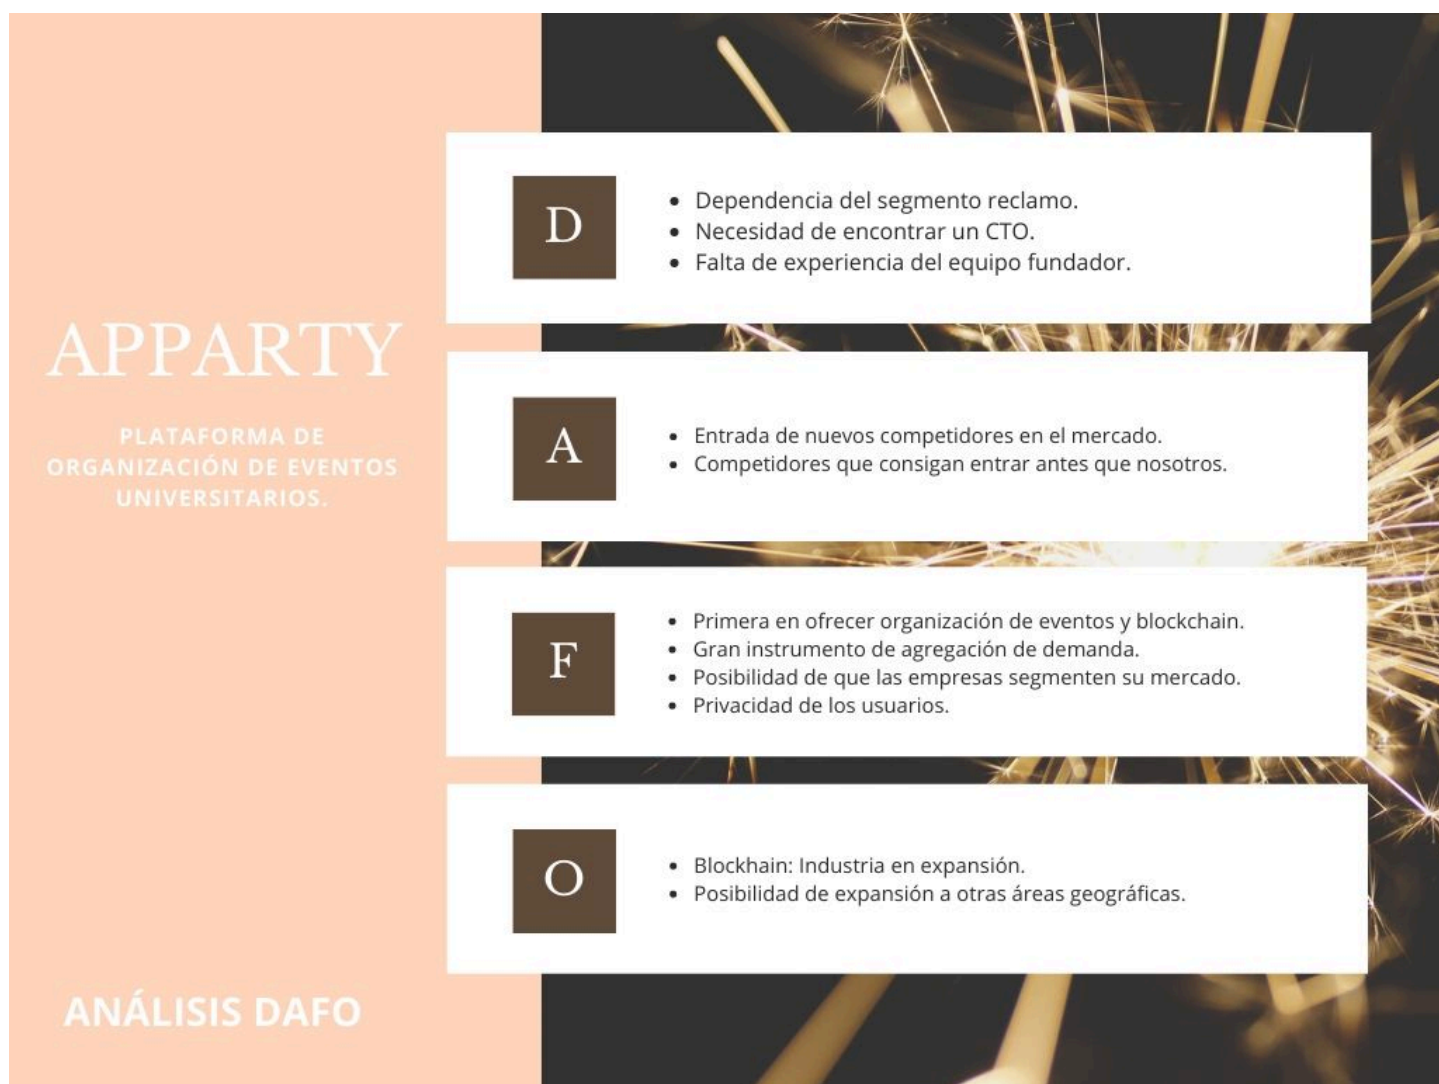 APPARTY
PLATAFORMA DE
ORGANIZACIÓN DE EVENTOS
UNIVERSITARIOS.
ANÁLISIS DAFO
D
• Dependencia del segmento reclamo.
• Necesidad de encontrar un CTO.
• Falta de experiencia del equipo fundador.
A
• Entrada de nuevos competidores en el mercado.
• Competidores que consigan entrar antes que nosotros.
F
• Primera en ofrecer organización de eventos y blockchain.
• Gran instrumento de agregación de demanda.
• Posibilidad de que las empresas segmenten su mercado.
• Privacidad de los usuarios.
O
• Blockhain: Industria en expansión.
• Posibilidad de expansión a otras áreas geográficas.